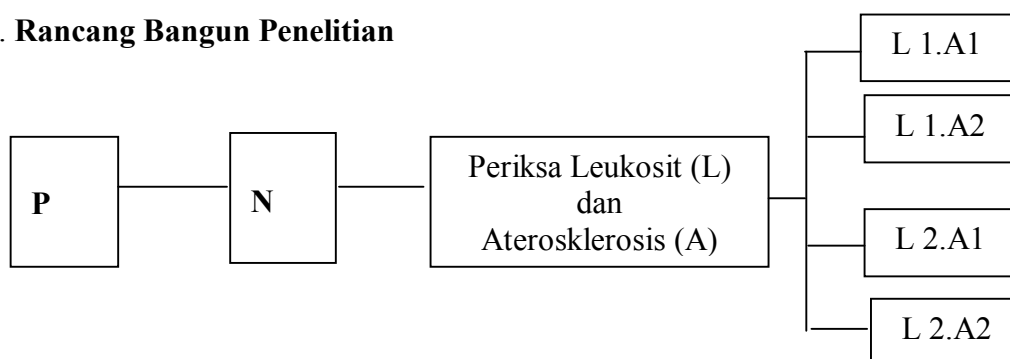 . Rancang Bangun Penelitian
L 1.A1
L 1.A2
P
N
Periksa Leukosit (L)
dan
Aterosklerosis (A)
L 2.A1
L 2.A2